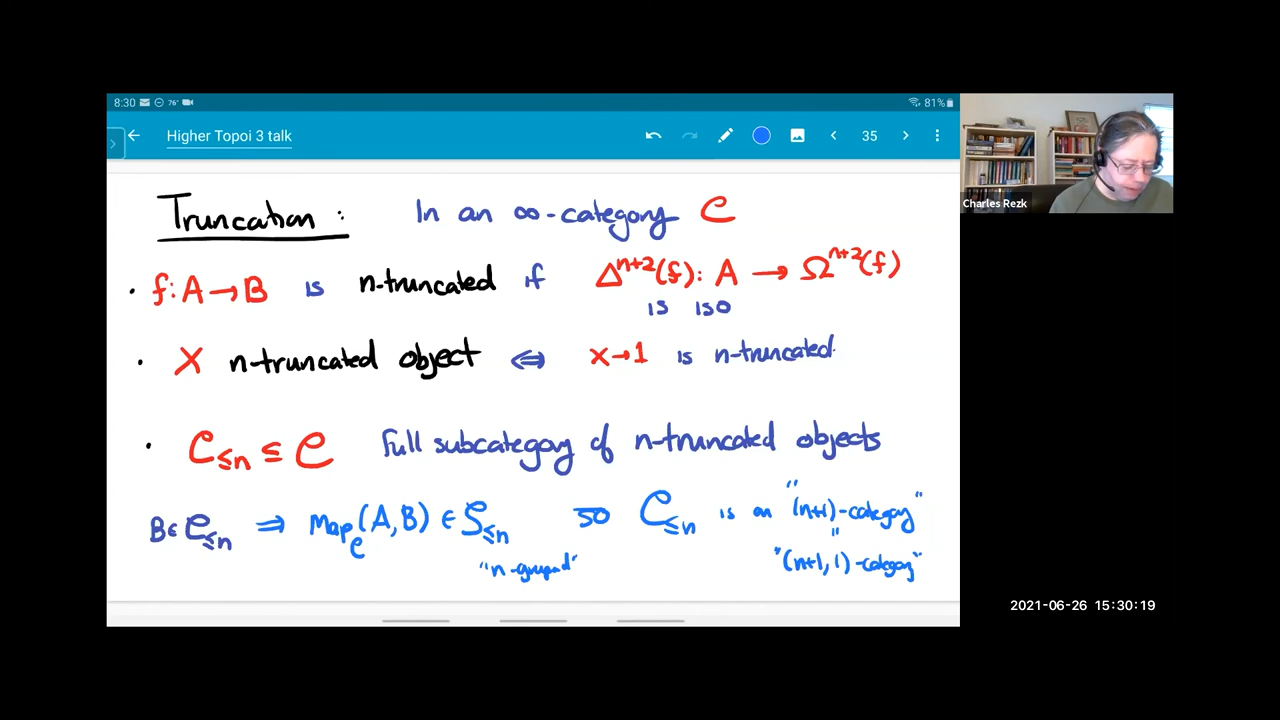 8:30 76° 81%
Higher Topoi 3 talk 35
Charles Rezk
Truncation: In an ∞-category C
• f: A → B is n-truncated if Δⁿ⁺²(f): A → Ωⁿ⁺²(f)
is iso
• X n-truncated object ⇔ X→1 is n-truncated.
• C≤n ⊆ C Full subcategory of n-truncated objects
B∈C≤n ⇒ Map_C(A,B) ∈ S≤n so C≤n is an "(n+1)-category"
"
"n-groupoid" "(n+1,1)-category"
2021-06-26 15:30:19